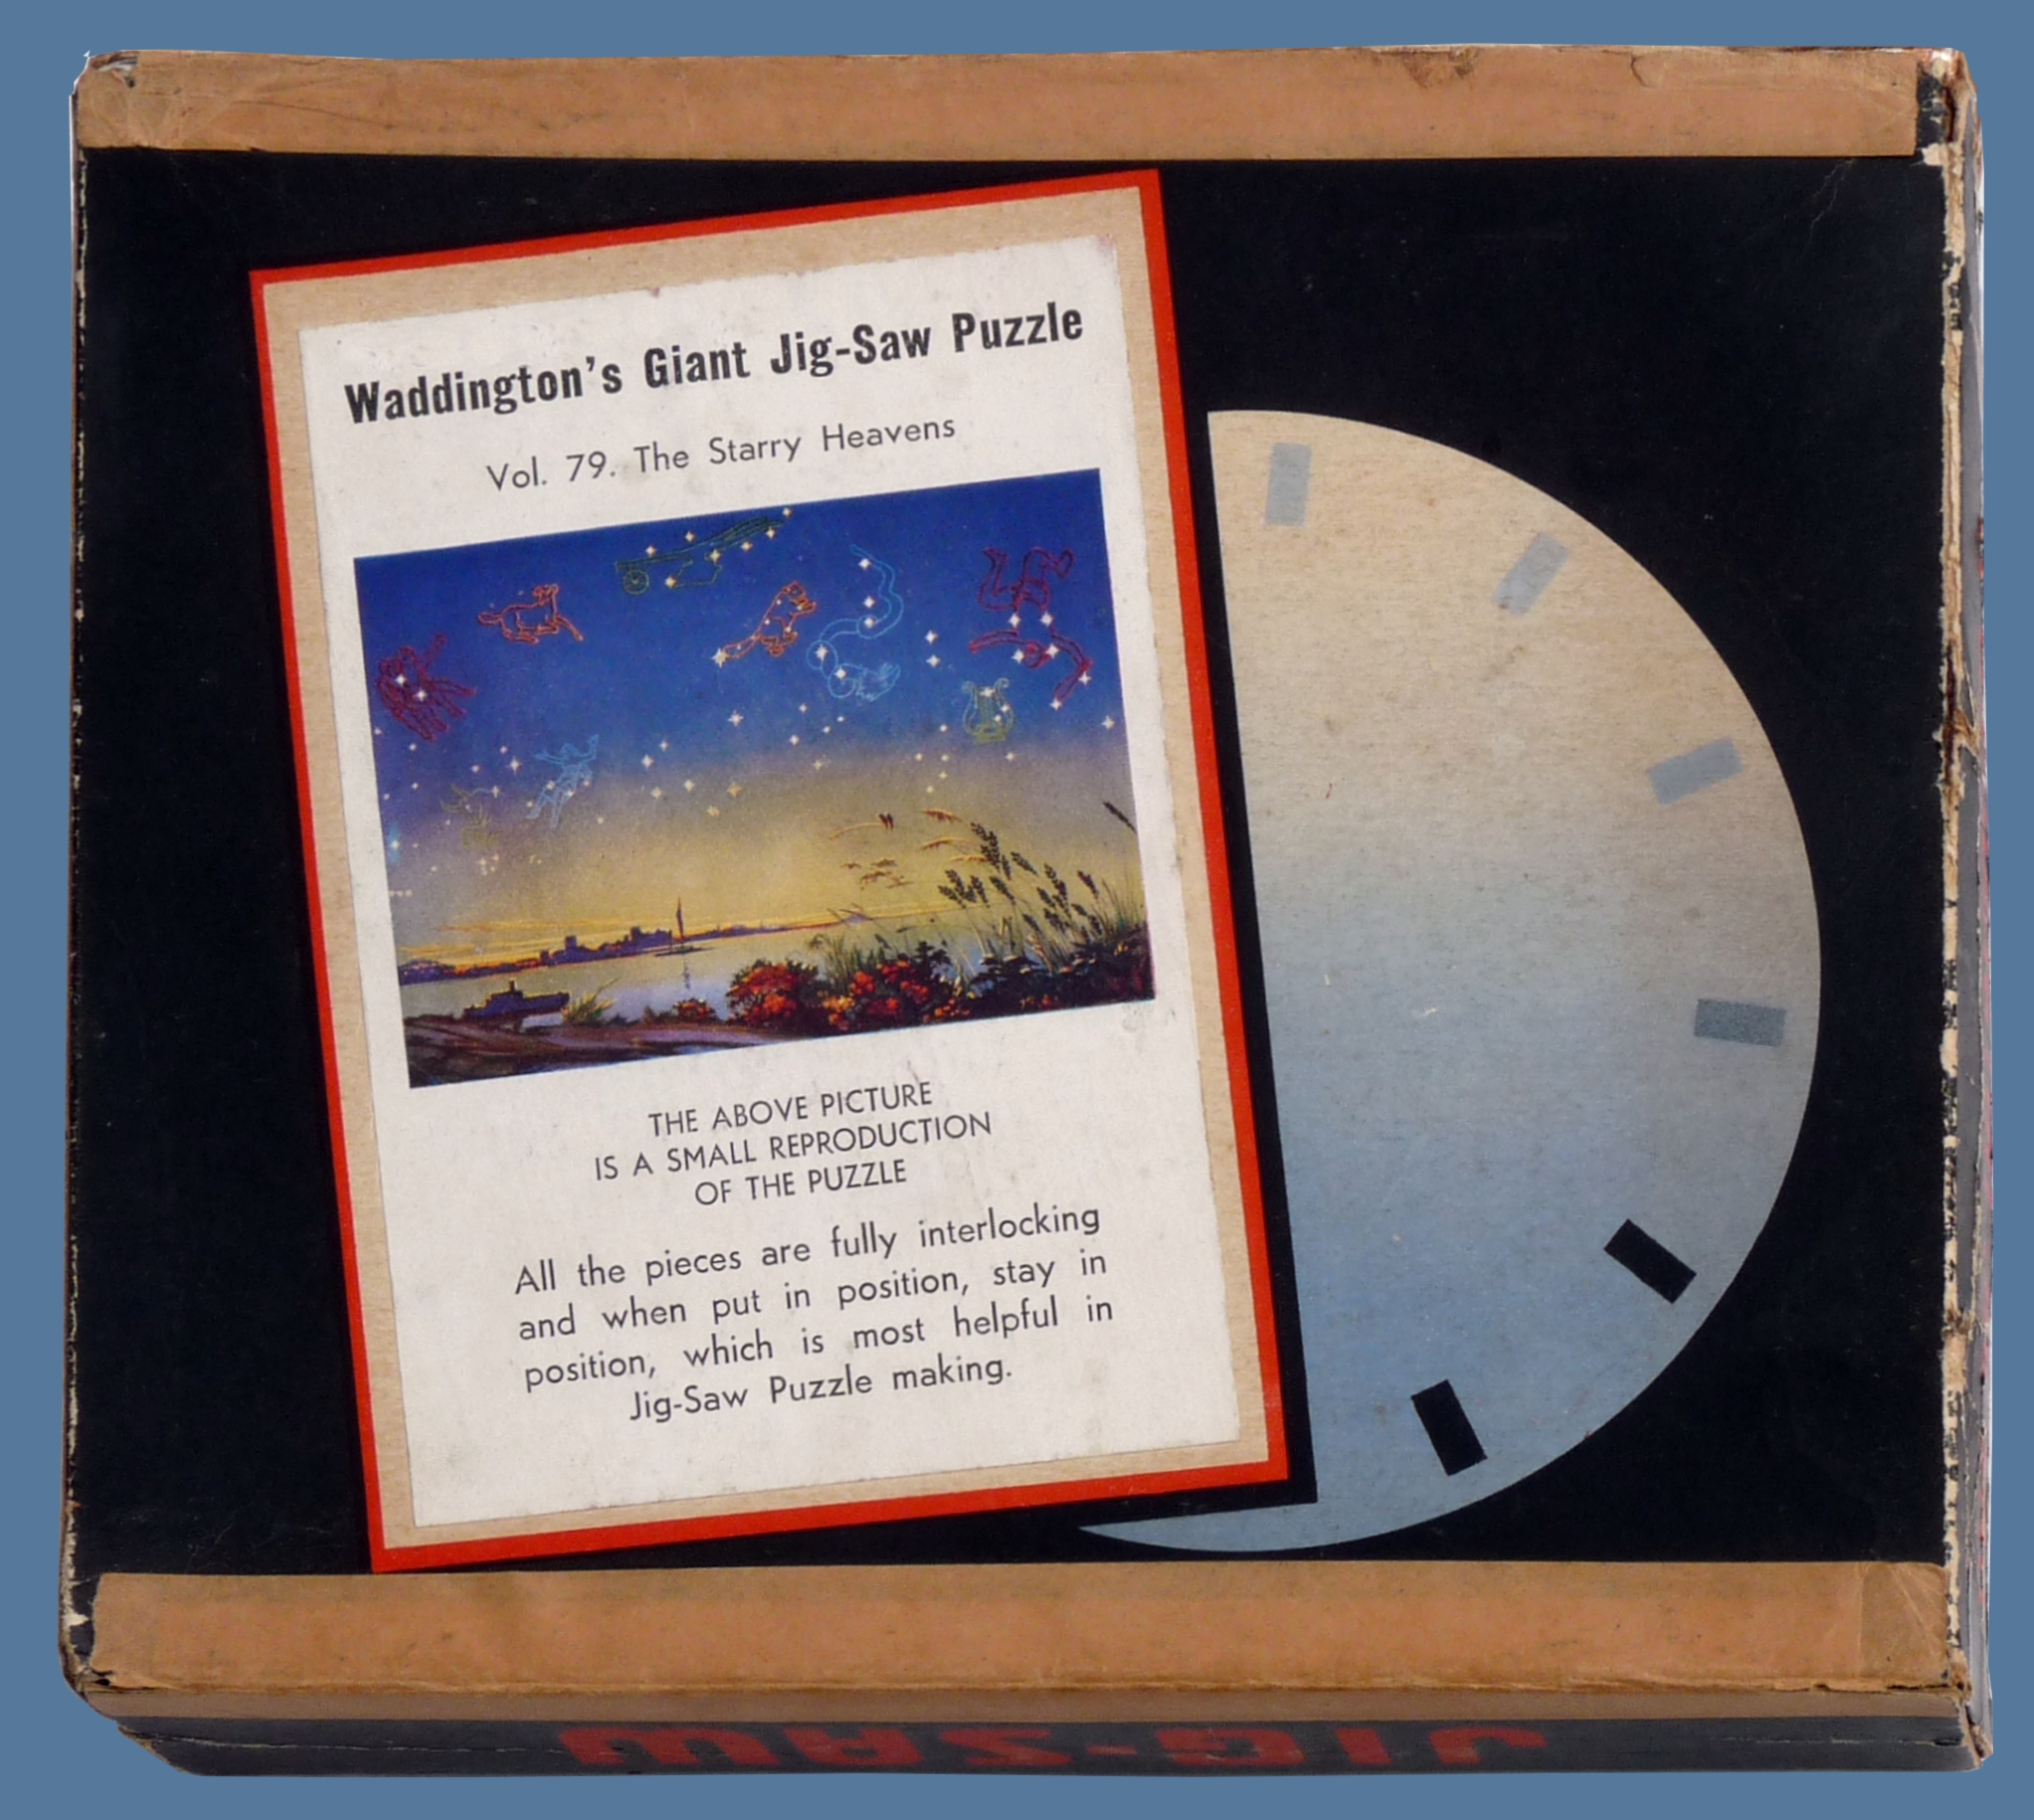 Waddington's Giant Jig-Saw Puzzle
Vol. 79. The Starry Heavens
THE ABOVE PICTURE
IS A SMALL REPRODUCTION
OF THE PUZZLE
All the pieces are fully interlocking
and when put in position, stay in
position, which is most helpful in
Jig-Saw Puzzle making.
JIG-SAW